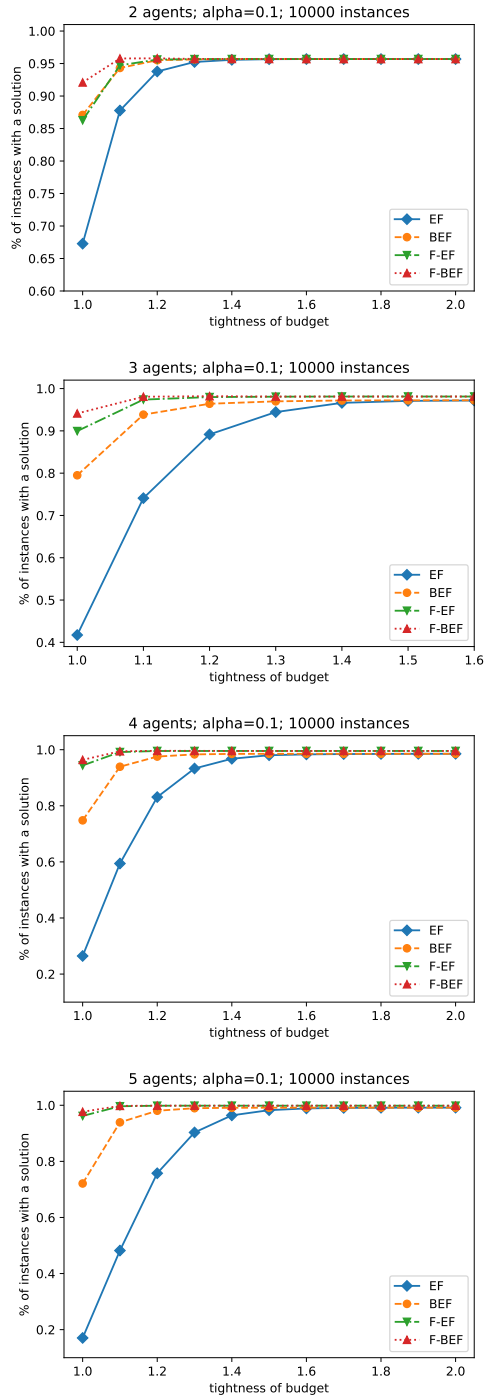 2 agents; alpha=0.1; 10000 instances
% of instances with a solution
1.00
0.95
0.90
0.85
0.80
0.75
0.70
0.65
0.60
EF
BEF
F-EF
F-BEF
1.0 1.2 1.4 1.6 1.8 2.0
tightness of budget
3 agents; alpha=0.1; 10000 instances
% of instances with a solution
1.0
0.9
0.8
0.7
0.6
0.5
0.4
EF
BEF
F-EF
F-BEF
1.0 1.1 1.2 1.3 1.4 1.5 1.6
tightness of budget
4 agents; alpha=0.1; 10000 instances
% of instances with a solution
1.0
0.8
0.6
0.4
0.2
EF
BEF
F-EF
F-BEF
1.0 1.2 1.4 1.6 1.8 2.0
tightness of budget
5 agents; alpha=0.1; 10000 instances
% of instances with a solution
1.0
0.8
0.6
0.4
0.2
EF
BEF
F-EF
F-BEF
1.0 1.2 1.4 1.6 1.8 2.0
tightness of budget